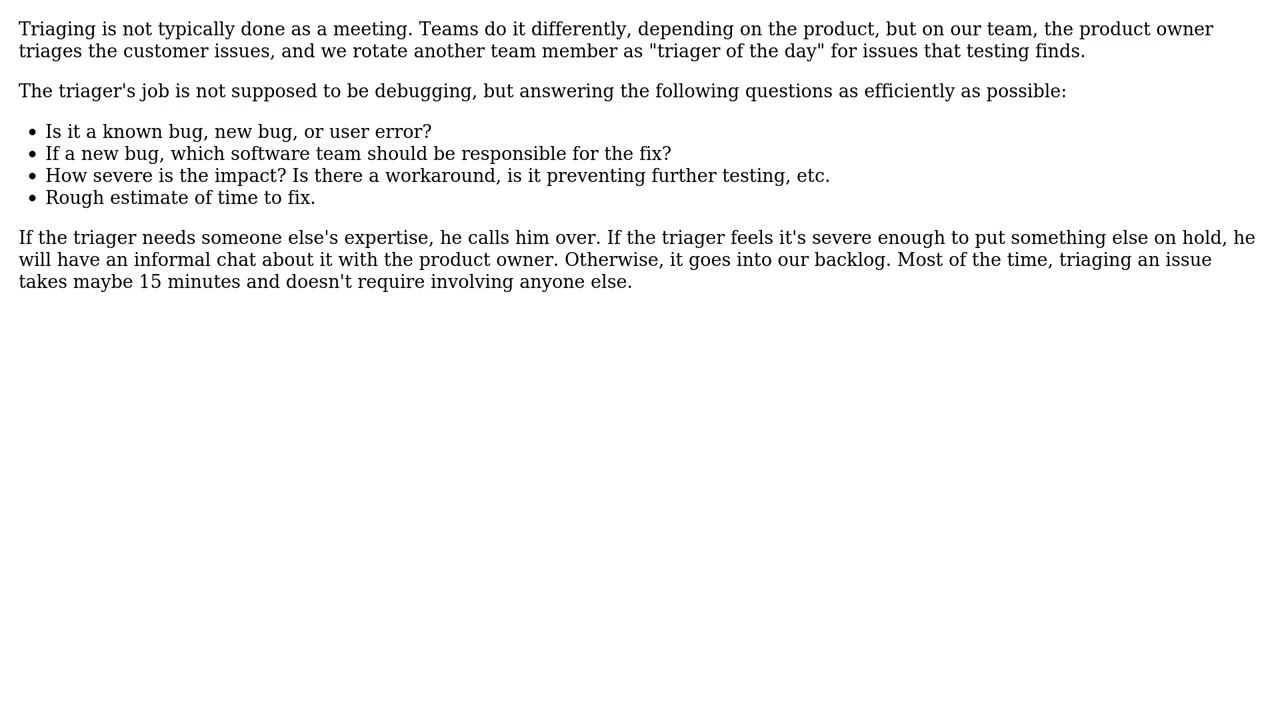 Triaging is not typically done as a meeting. Teams do it differently, depending on the product, but on our team, the product owner
triages the customer issues, and we rotate another team member as "triager of the day" for issues that testing finds.
The triager's job is not supposed to be debugging, but answering the following questions as efficiently as possible:
• Is it a known bug, new bug, or user error?
• If a new bug, which software team should be responsible for the fix?
• How severe is the impact? Is there a workaround, is it preventing further testing, etc.
• Rough estimate of time to fix.
If the triager needs someone else's expertise, he calls him over. If the triager feels it's severe enough to put something else on hold, he
will have an informal chat about it with the product owner. Otherwise, it goes into our backlog. Most of the time, triaging an issue
takes maybe 15 minutes and doesn't require involving anyone else.